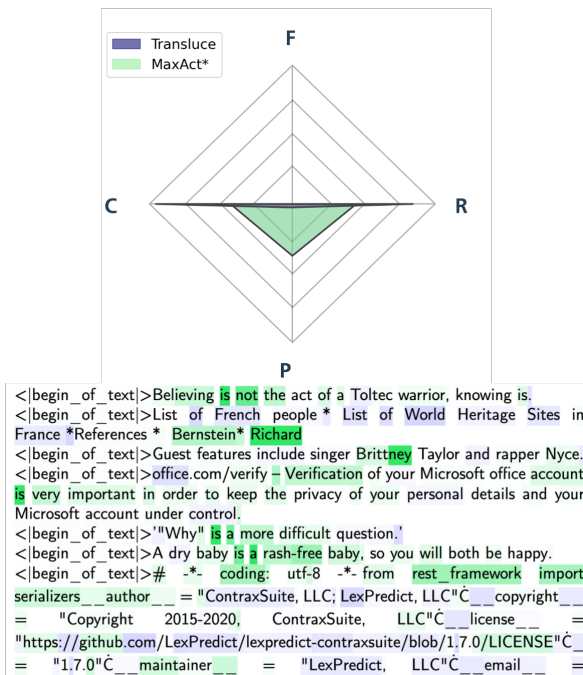 F
Transluce
MaxAct*
C
R
P
<|begin_of_text|>Believing is not the act of a Toltec warrior, knowing is.
<|begin_of_text|>List of French people * List of World Heritage Sites in
France *References * Bernstein* Richard
<|begin_of_text|>Guest features include singer Brittney Taylor and rapper Nyce.
<|begin_of_text|>office.com/verify – Verification of your Microsoft office account
is very important in order to keep the privacy of your personal details and your
Microsoft account under control.
<|begin_of_text|>'"Why" is a more difficult question.'
<|begin_of_text|>A dry baby is a rash-free baby, so you will both be happy.
<|begin_of_text|># -*- coding: utf-8 -*- from rest_framework import
serializers__author__ = "ContraxSuite, LLC; LexPredict, LLC"Ċ__copyright__
= "Copyright 2015-2020, ContraxSuite, LLC"Ċ__license__ =
"https://github.com/LexPredict/lexpredict-contraxsuite/blob/1.7.0/LICENSE"Ċ__
= "1.7.0"Ċ__maintainer__ = "LexPredict, LLC"Ċ__email__ =